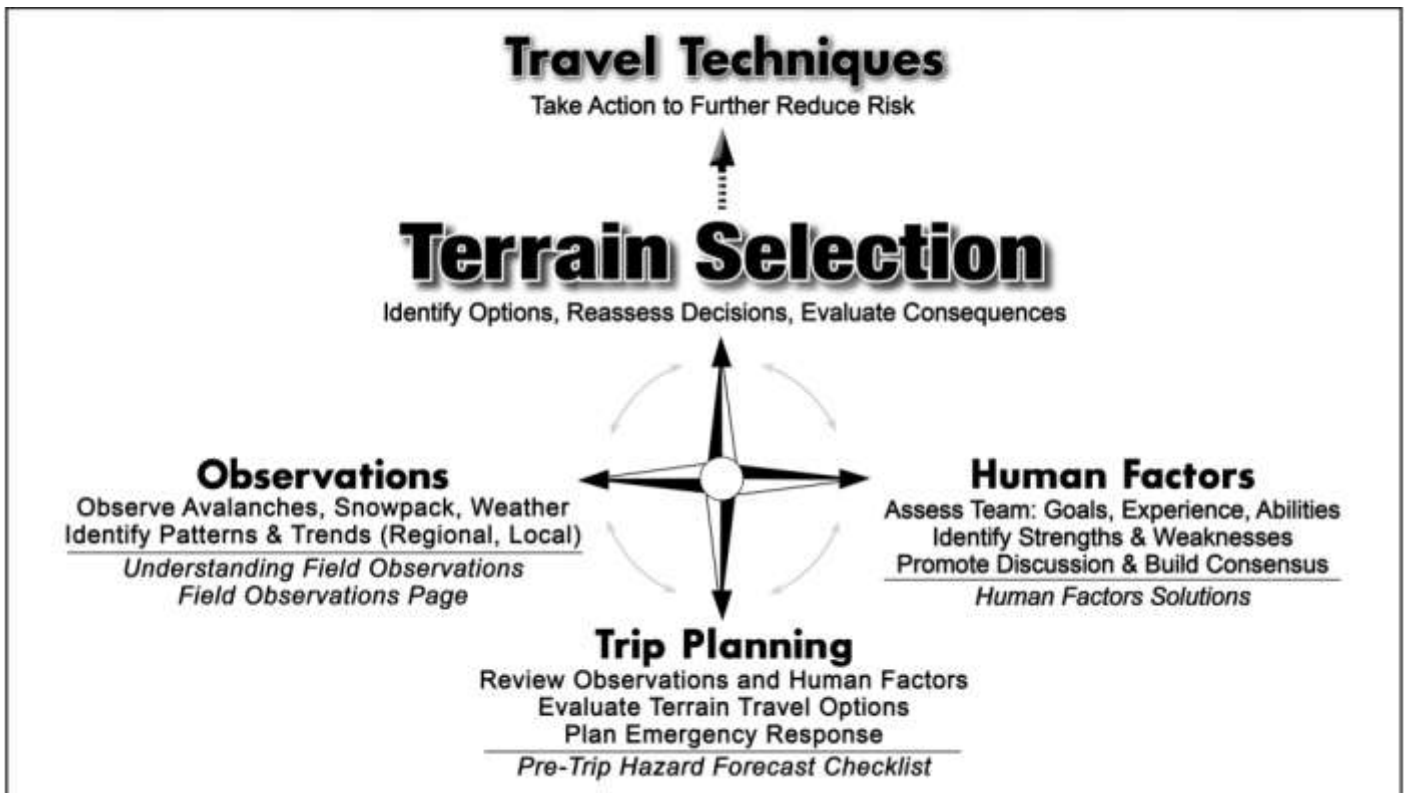 Travel Techniques
Take Action to Further Reduce Risk
Terrain Selection
Identify Options, Reassess Decisions, Evaluate Consequences
Observations
Observe Avalanches, Snowpack, Weather
Identify Patterns & Trends (Regional, Local)
Understanding Field Observations
Field Observations Page
Human Factors
Assess Team: Goals, Experience, Abilities
Identify Strengths & Weaknesses
Promote Discussion & Build Consensus
Human Factors Solutions
Trip Planning
Review Observations and Human Factors
Evaluate Terrain Travel Options
Plan Emergency Response
Pre-Trip Hazard Forecast Checklist